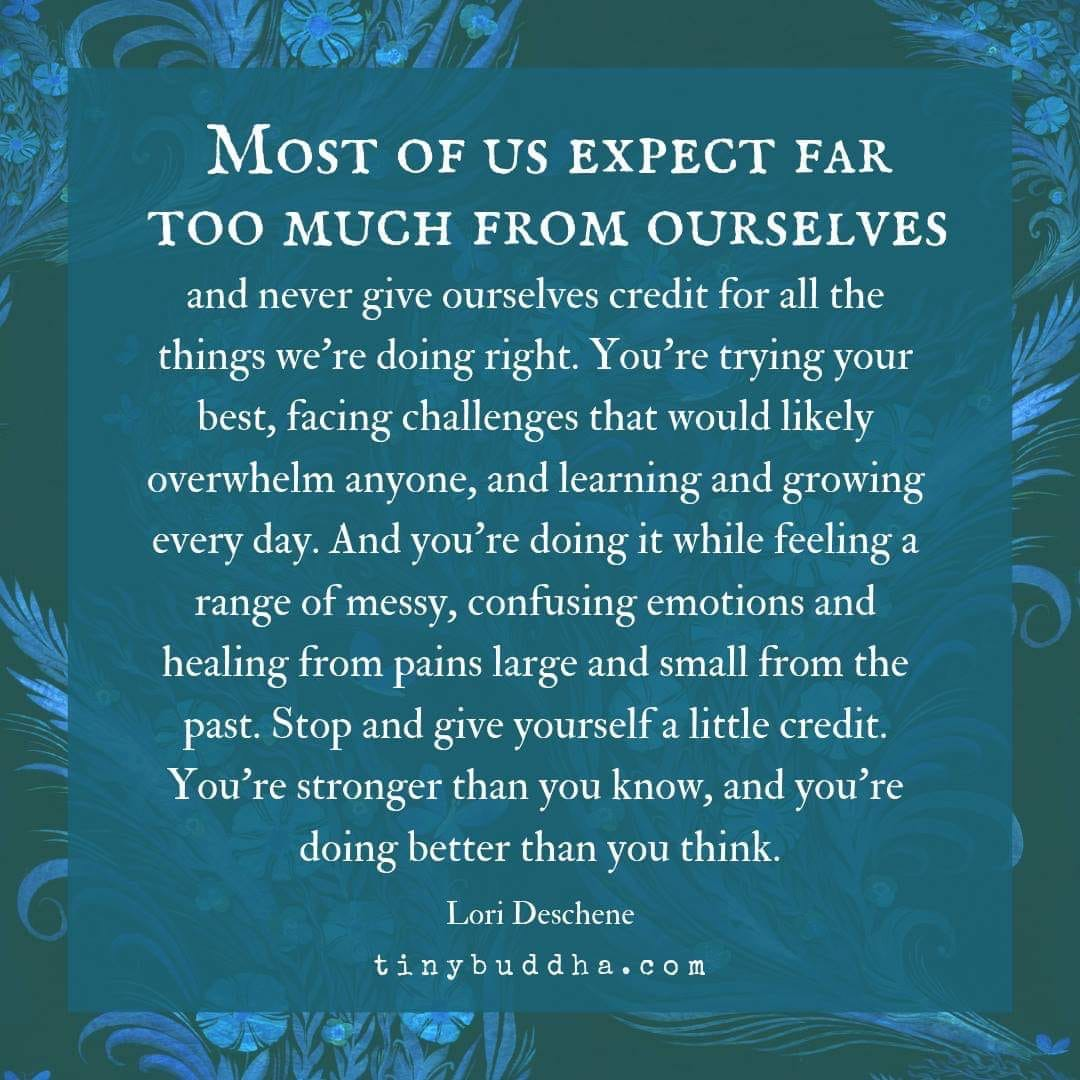 MOST OF US EXPECT FAR
TOO MUCH FROM OURSELVES
and never give ourselves credit for all the
things we’re doing right. You’re trying your
best, facing challenges that would likely
overwhelm anyone, and learning and growing
every day. And you’re doing it while feeling a
range of messy, confusing emotions and
healing from pains large and small from the
past. Stop and give yourself a little credit.
You’re stronger than you know, and you’re
doing better than you think.
Lori Deschene
tinybuddha.com